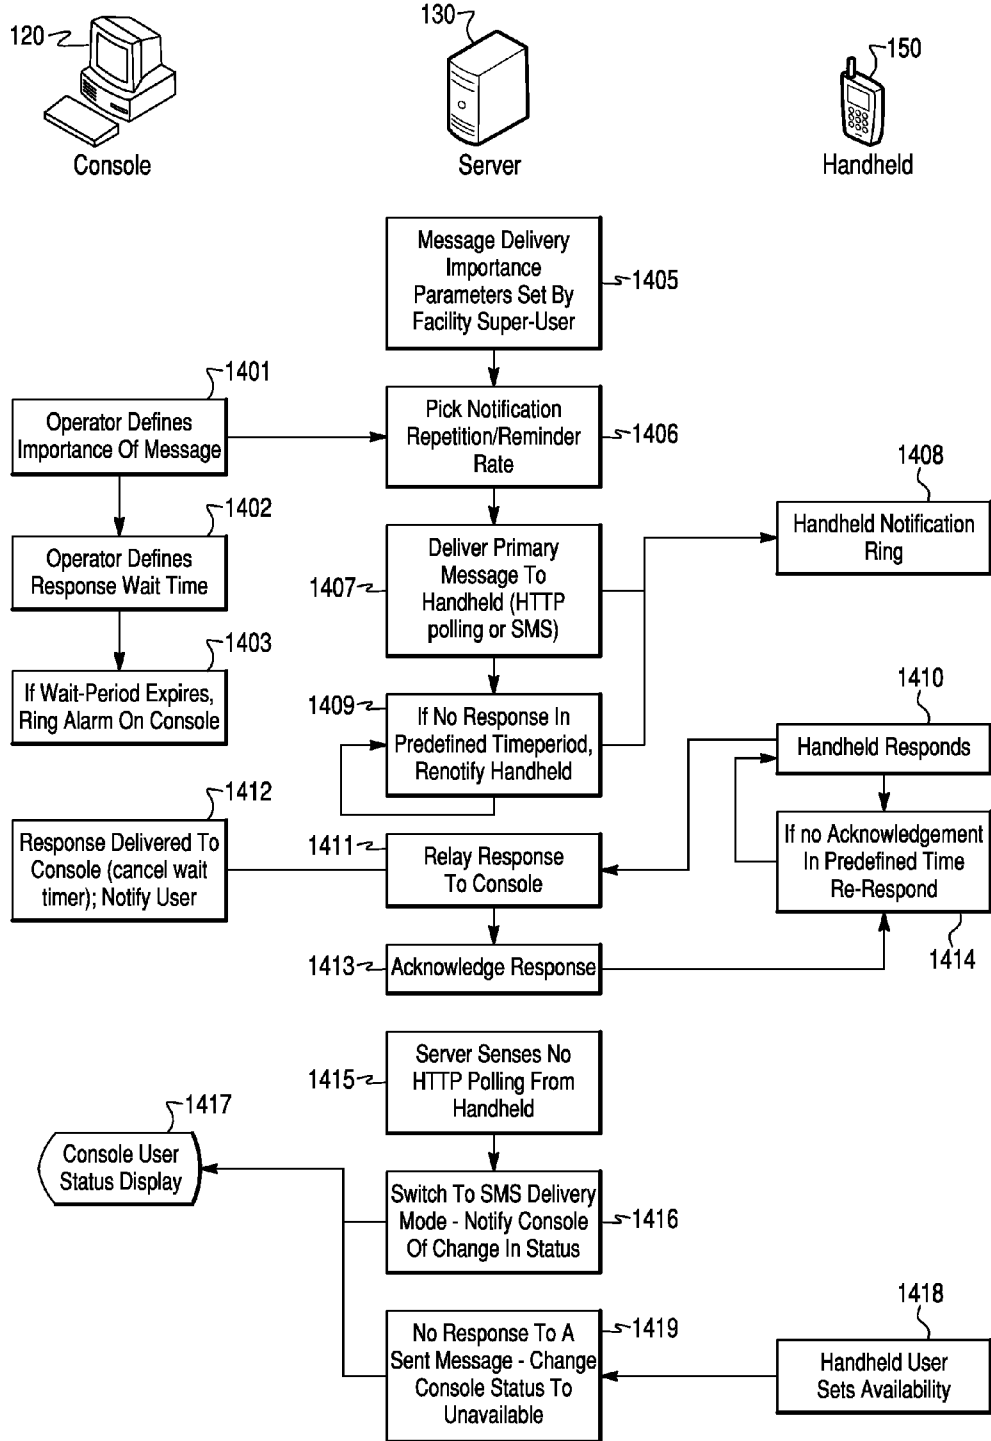 120
130
150
Console
Server
Handheld
Message Delivery
Importance
Parameters Set By
Facility Super-User
1405
1401
Operator Defines
Importance Of Message
Pick Notification
Repetition/Reminder
Rate
1406
1408
Handheld Notification
Ring
1402
Operator Defines
Response Wait Time
1407
Deliver Primary
Message To
Handheld (HTTP
polling or SMS)
1403
If Wait-Period Expires,
Ring Alarm On Console
1409
If No Response In
Predefined Timeperiod,
Renotify Handheld
1410
Handheld Responds
1412
Response Delivered To
Console (cancel wait
timer); Notify User
1411
Relay Response
To Console
If no Acknowledgement
In Predefined Time
Re-Respond
1414
1413
Acknowledge Response
1415
Server Senses No
HTTP Polling From
Handheld
1417
Console User
Status Display
Switch To SMS Delivery
Mode - Notify Console
Of Change In Status
1416
1419
No Response To A
Sent Message - Change
Console Status To
Unavailable
1418
Handheld User
Sets Availability